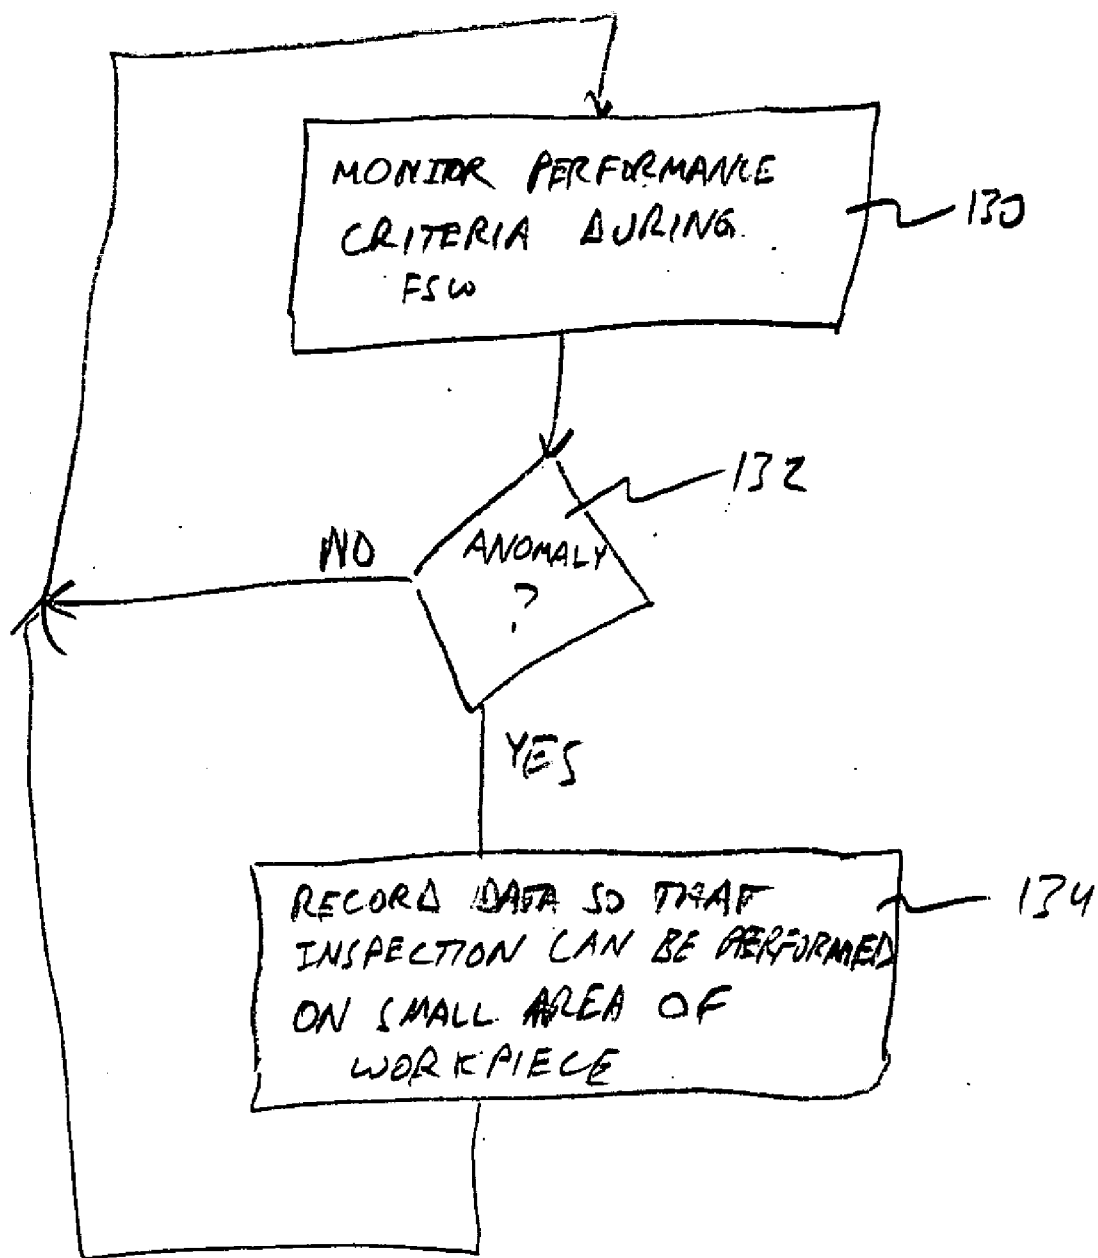 MONITOR PERFORMANCE
CRITERIA DURING
FSW
130
132
ANOMALY
?
NO
YES
RECORD DATA SO THAT
INSPECTION CAN BE PERFORMED
ON SMALL AREA OF
WORKPIECE
134